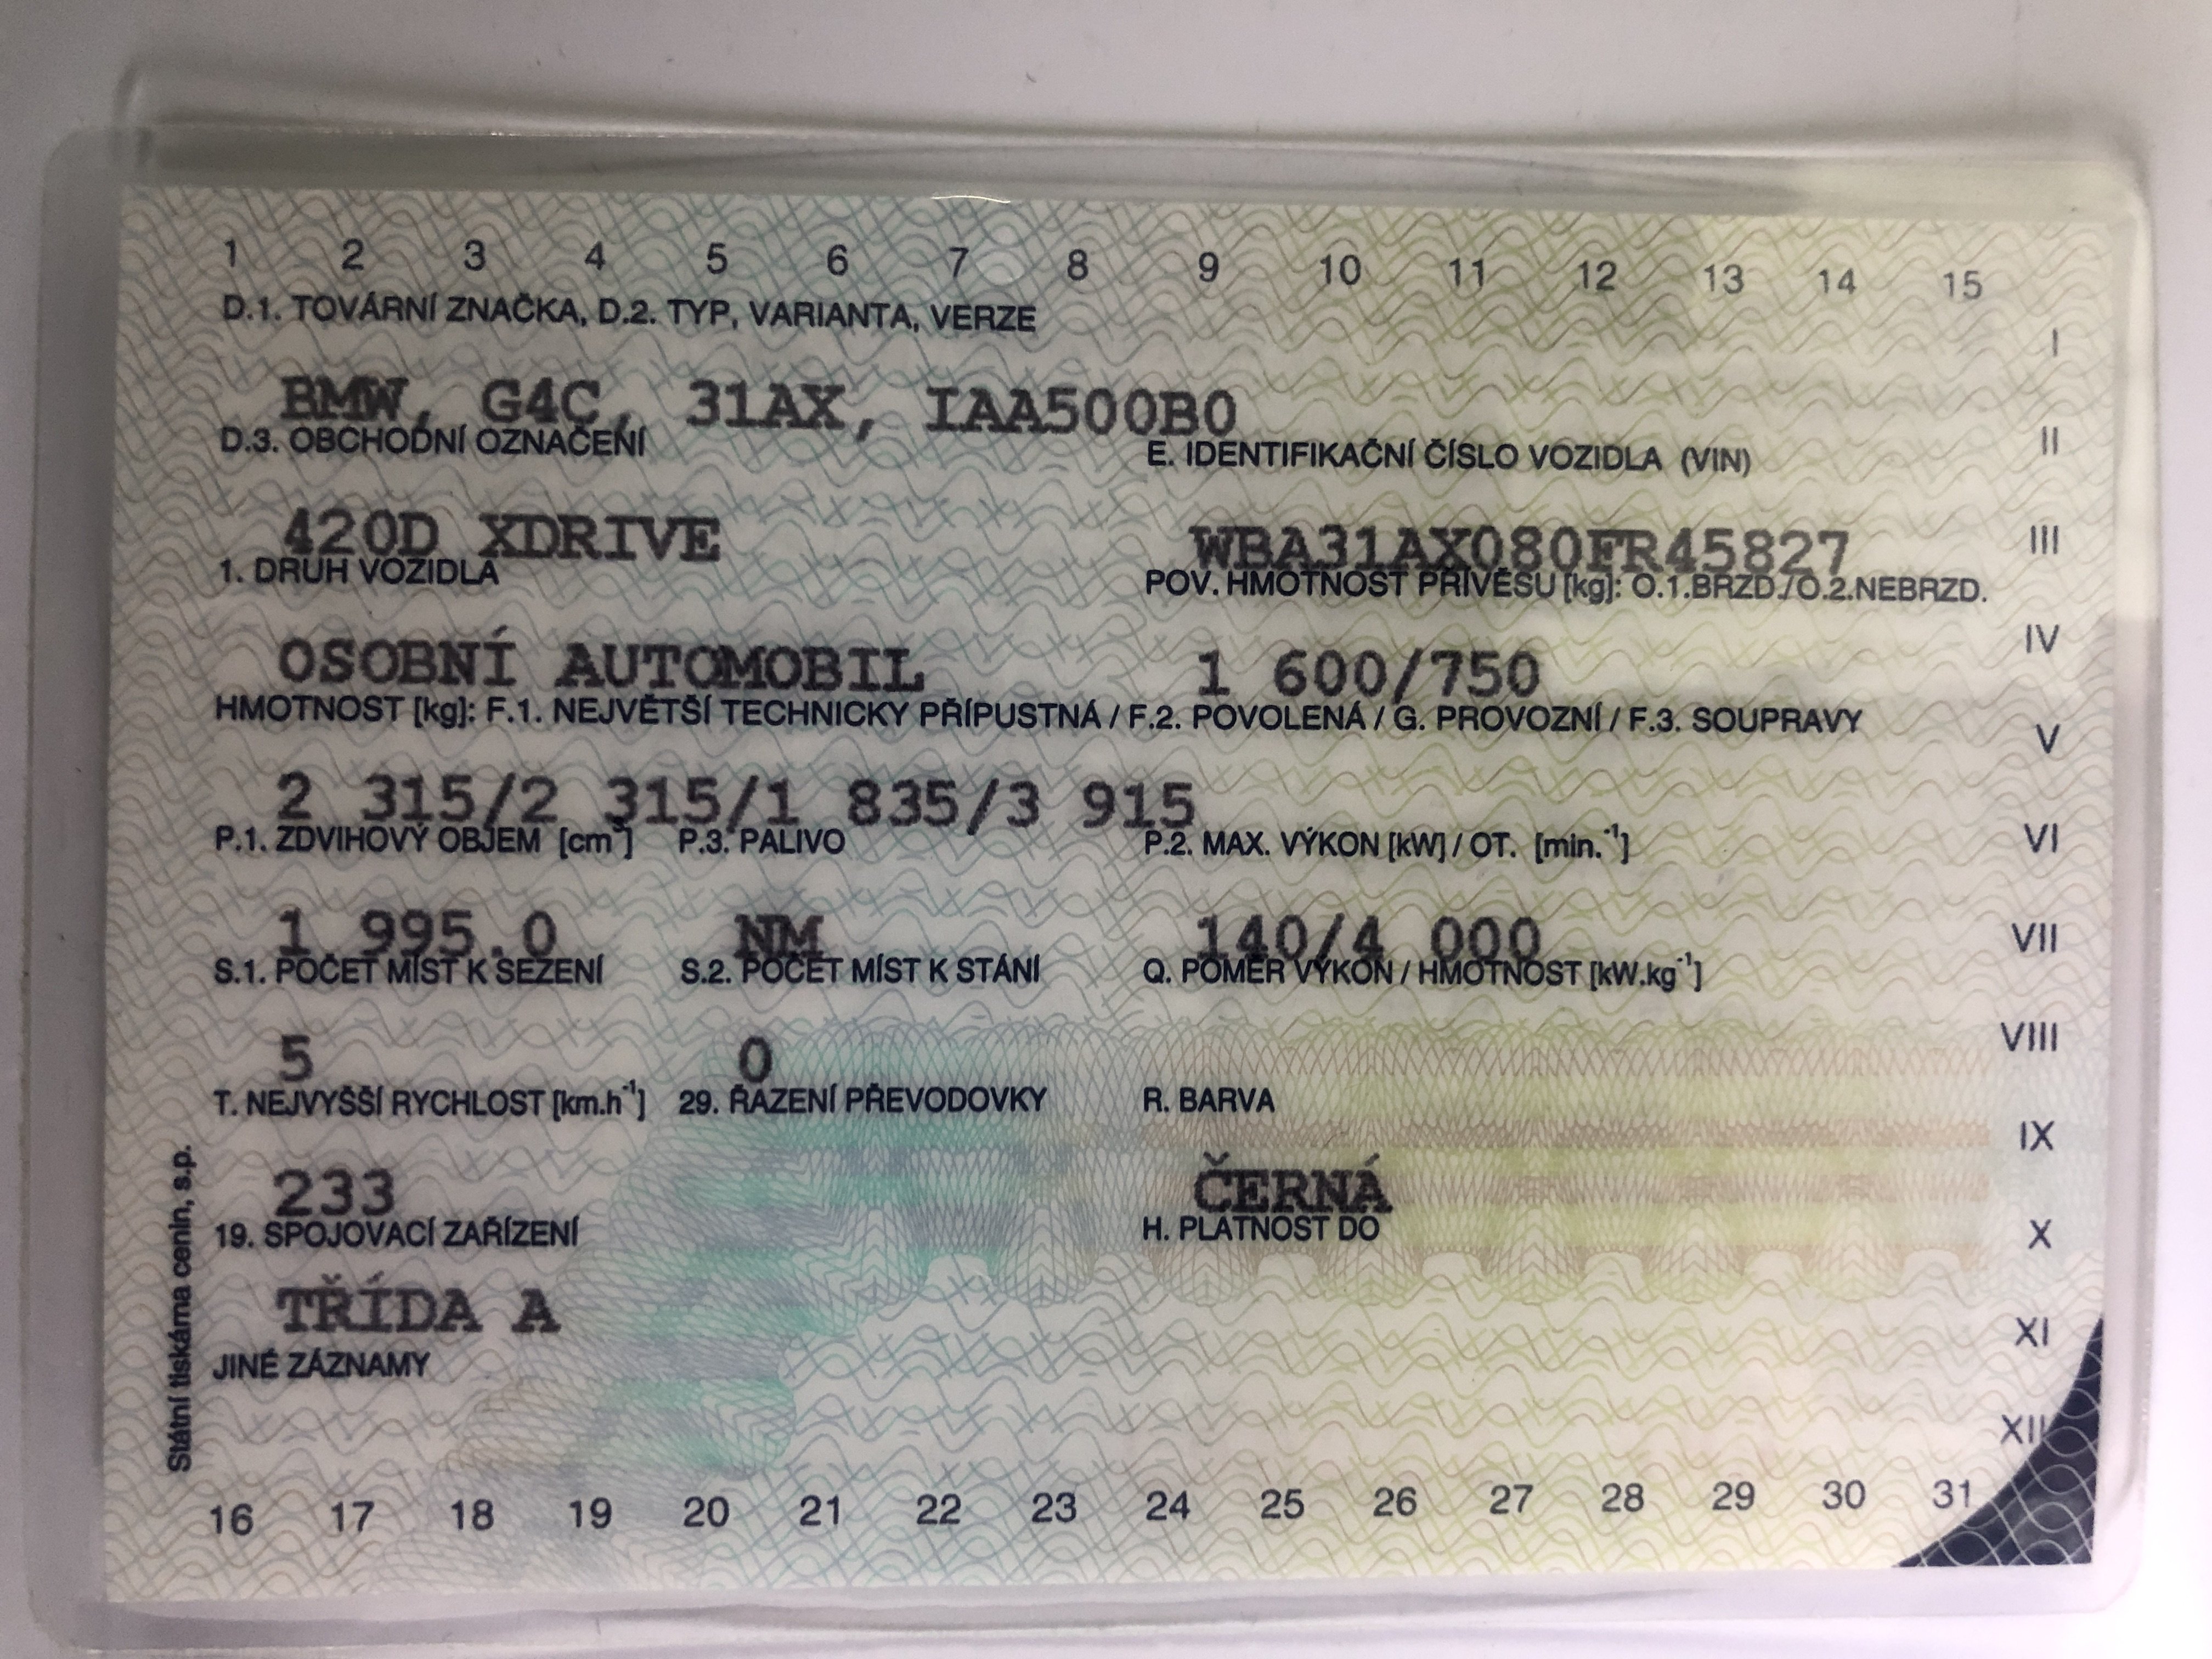 1 2 3 4 5 6 7 8 9 10 11 12 13 14 15
D.1. TOVÁRNÍ ZNAČKA, D.2. TYP, VARIANTA, VERZE
I
BMW, G4C, 31AX, IAA500B0
D.3. OBCHODNÍ OZNAČENÍ E. IDENTIFIKAČNÍ ČÍSLO VOZIDLA (VIN)
II
420D XDRIVE WBA31AX080FR45827
III
1. DRUH VOZIDLA POV. HMOTNOST PŘÍVĚSU [kg]: O.1.BRZD./O.2.NEBRZD.
IV
OSOBNÍ AUTOMOBIL 1 600/750
HMOTNOST [kg]: F.1. NEJVĚTŠÍ TECHNICKY PŘÍPUSTNÁ / F.2. POVOLENÁ / G. PROVOZNÍ / F.3. SOUPRAVY
V
2 315/2 315/1 835/3 915
P.1. ZDVIHOVÝ OBJEM [cm³] P.3. PALIVO P.2. MAX. VÝKON [kW] / OT. [min.⁻¹]
VI
1 995.0 NM 140/4 000
VII
S.1. POČET MÍST K SEZENÍ S.2. POČET MÍST K STÁNÍ Q. POMĚR VÝKON / HMOTNOST [kW.kg⁻¹]
VIII
5 0
T. NEJVYŠŠÍ RYCHLOST [km.h⁻¹] 29. ŘAZENÍ PŘEVODOVKY R. BARVA
IX
233 ČERNÁ
19. SPOJOVACÍ ZAŘÍZENÍ H. PLATNOST DO
X
TŘÍDA A
XI
JINÉ ZÁZNAMY
XII
16 17 18 19 20 21 22 23 24 25 26 27 28 29 30 31
Státní tiskárna cenin, s.p.